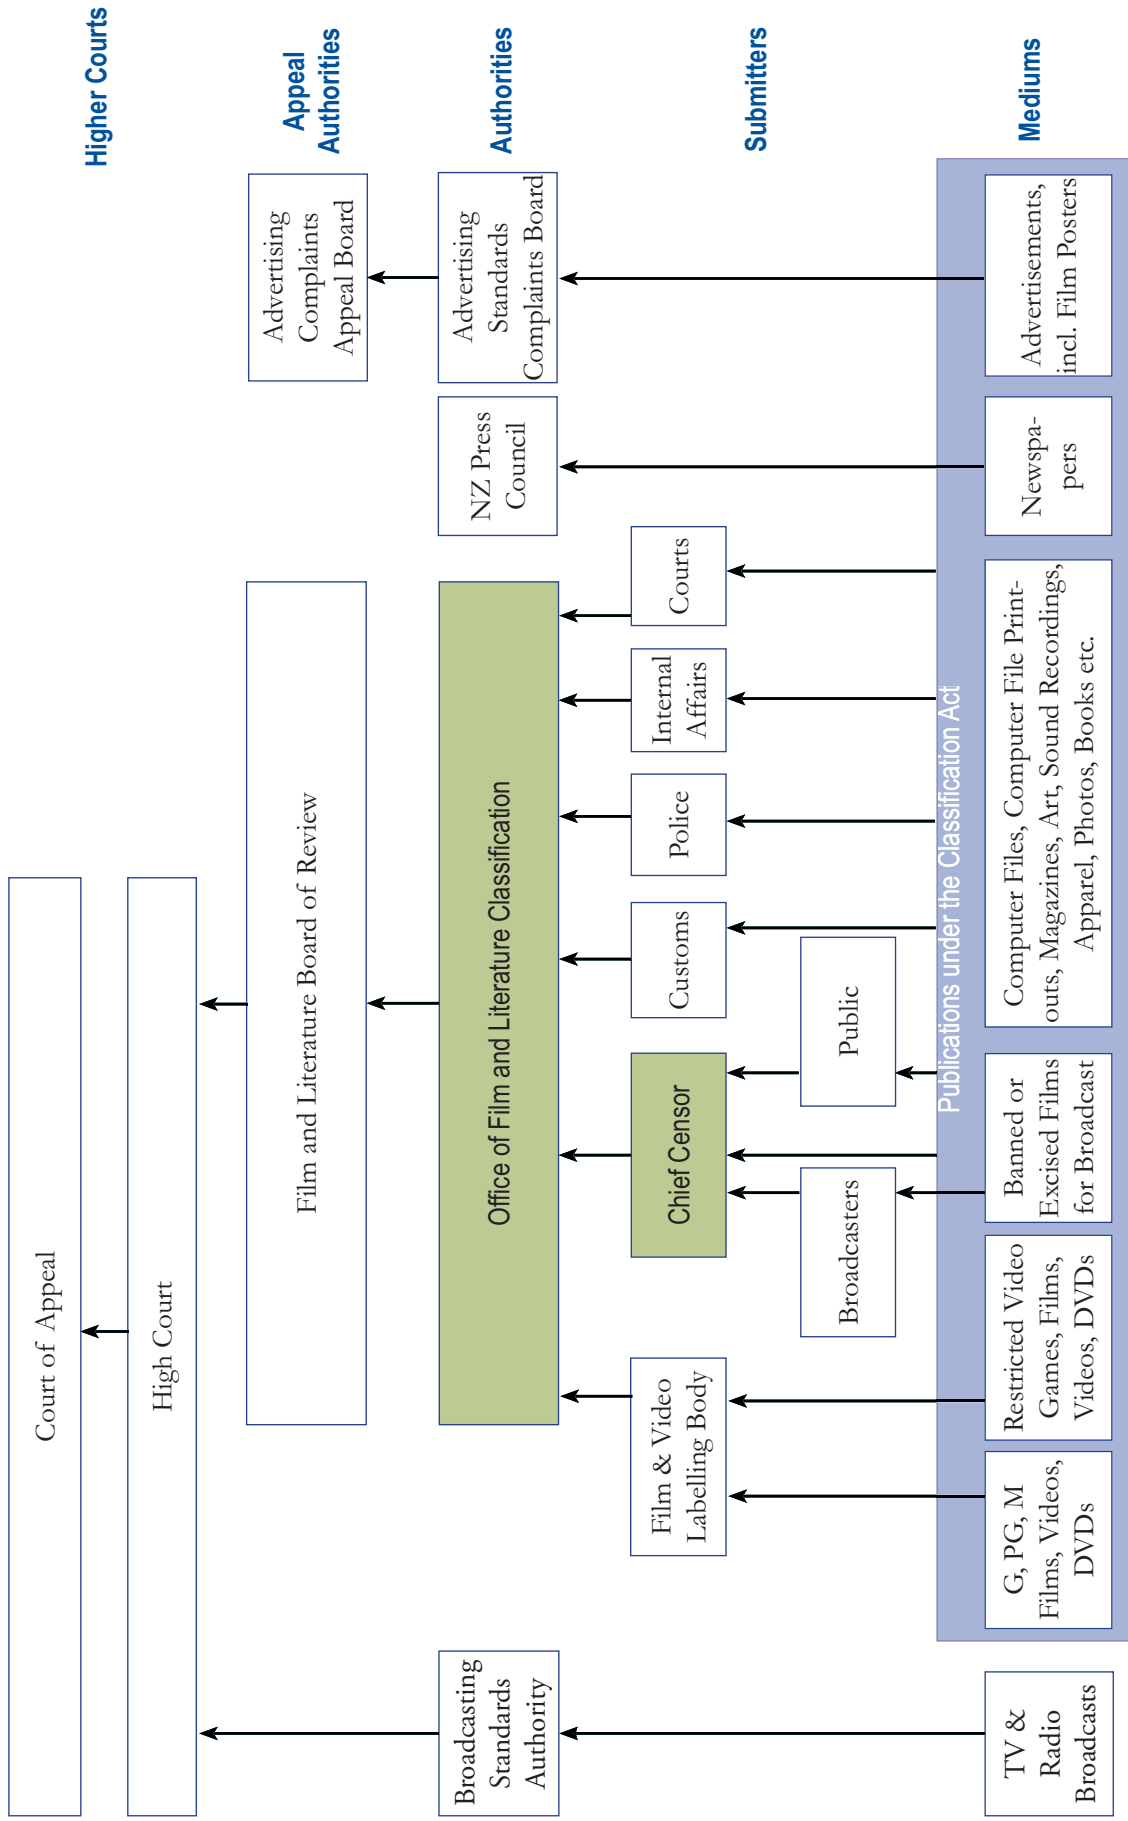 Court of Appeal
Higher Courts
High Court
Film and Literature Board of Review
Advertising
Complaints
Appeal Board
Appeal
Authorities
Broadcasting
Standards
Authority
Office of Film and Literature Classification
NZ Press
Council
Advertising
Standards
Complaints Board
Authorities
Film & Video
Labelling Body
Chief Censor
Customs
Police
Internal
Affairs
Courts
Broadcasters
Public
Submitters
Publications under the Classification Act
TV &
Radio
Broadcasts
G, PG, M
Films, Videos,
DVDs
Restricted Video
Games, Films,
Videos, DVDs
Banned or
Excised Films
for Broadcast
Computer Files, Computer File Print-
outs, Magazines, Art, Sound Recordings,
Apparel, Photos, Books etc.
Newspa-
pers
Advertisements,
incl. Film Posters
Mediums